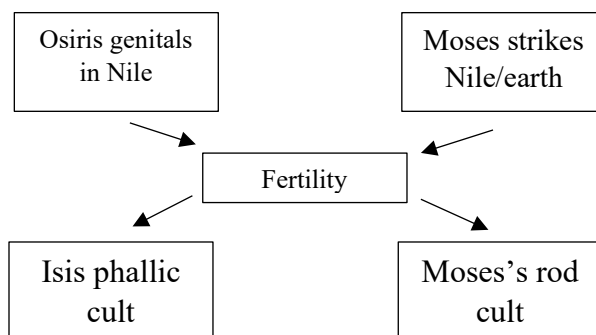 Osiris genitals
in Nile
Moses strikes
Nile/earth
Fertility
Isis phallic
cult
Moses’s rod
cult